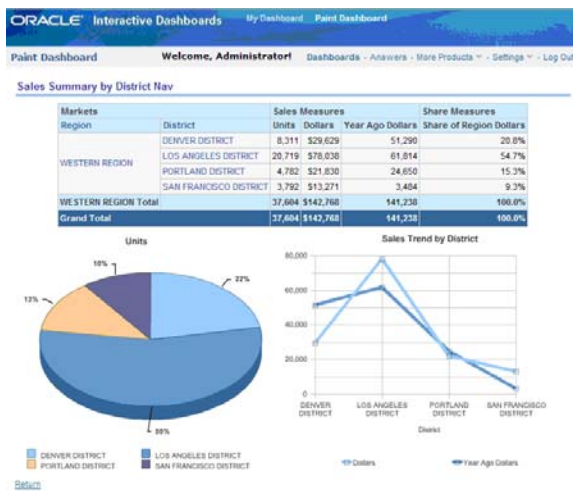 ORACLE Interactive Dashboards My Dashboard Paint Dashboard
Paint Dashboard Welcome, Administrator! Dashboards - Answers - More Products - Settings - Log Out
Sales Summary by District Nav
Markets Sales Measures Share Measures
Region District Units Dollars Year Ago Dollars Share of Region Dollars
WESTERN REGION DENVER DISTRICT 8,311 $29,629 51,290 20.8%
LOS ANGELES DISTRICT 20,719 $78,038 61,814 54.7%
PORTLAND DISTRICT 4,782 $21,830 24,650 15.3%
SAN FRANCISCO DISTRICT 3,792 $13,271 3,484 9.3%
WESTERN REGION Total 37,604 $142,768 141,238 100.0%
Grand Total 37,604 $142,768 141,238 100.0%
Units
10%
22%
13%
DENVER DISTRICT LOS ANGELES DISTRICT
PORTLAND DISTRICT SAN FRANCISCO DISTRICT
Sales Trend by District
80,000
60,000
40,000
20,000
0
DENVER DISTRICT LOS ANGELES DISTRICT PORTLAND DISTRICT SAN FRANCISCO DISTRICT
District
Dollars Year Ago Dollars
Return